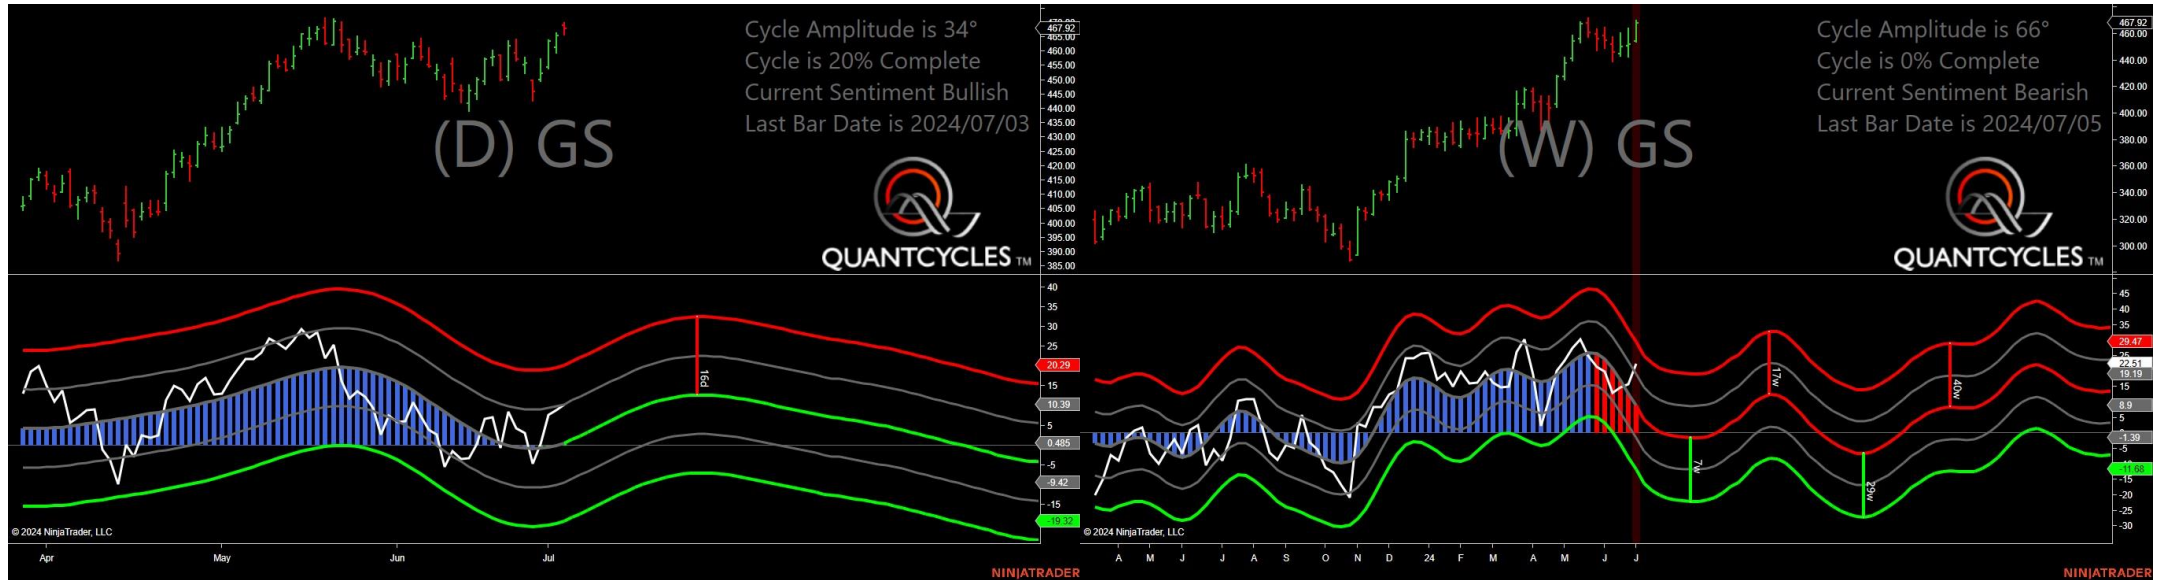 Cycle Amplitude is 34°
Cycle is 20% Complete
Current Sentiment Bullish
Last Bar Date is 2024/07/03
(D) GS
QUANTCYCLES TM
467.92
465.00
460.00
455.00
450.00
445.00
440.00
435.00
430.00
425.00
420.00
415.00
410.00
405.00
400.00
395.00
390.00
385.00
40
35
30
25
20.29
15
10.39
5
0.485
-5
-9.42
-15
-19.32
16d
© 2024 NinjaTrader, LLC
Apr May Jun Jul
NINJATRADER
Cycle Amplitude is 66°
Cycle is 0% Complete
Current Sentiment Bearish
Last Bar Date is 2024/07/05
(W) GS
QUANTCYCLES TM
467.92
460.00
440.00
420.00
400.00
380.00
360.00
340.00
320.00
300.00
45
40
35
29.47
25
22.51
19.19
15
8.9
5
-1.39
-5
-11.68
-15
-20
-25
-30
17w
40w
7w
29w
© 2024 NinjaTrader, LLC
A M J J A S O N D 24 F M A M J J
NINJATRADER